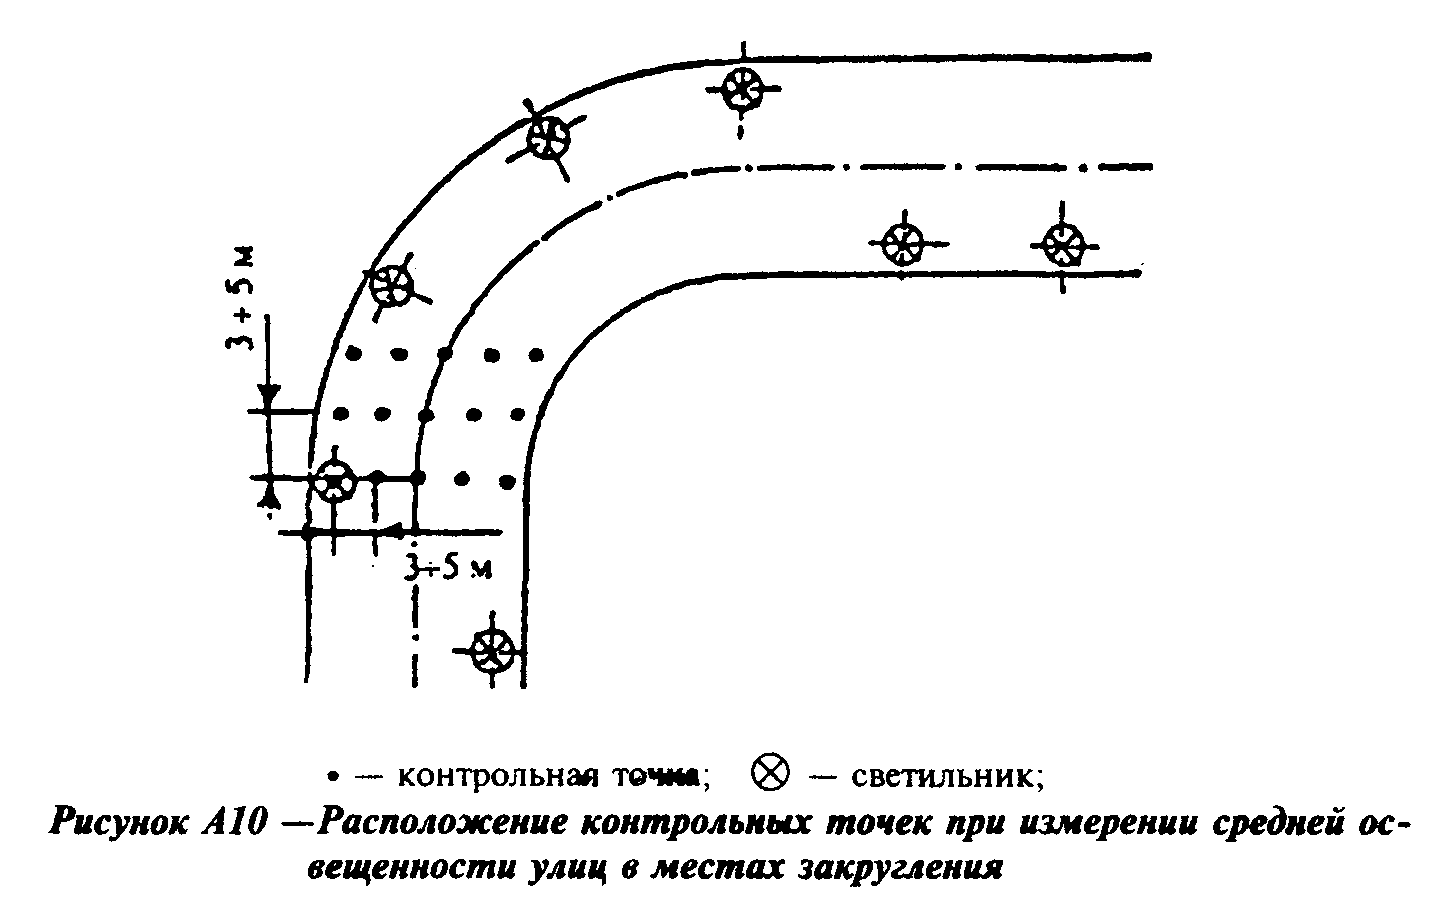 3 ÷ 5 м
3÷5 м
• — контрольная точка; ⊗ — светильник;
Рисунок А10 — Расположение контрольных точек при измерении средней ос-
вещенности улиц в местах закругления